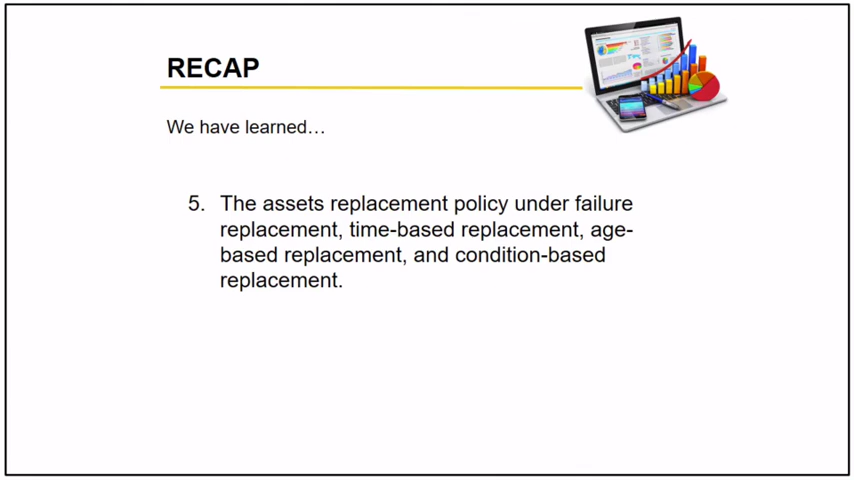 RECAP
We have learned…
5. The assets replacement policy under failure
replacement, time-based replacement, age-
based replacement, and condition-based
replacement.